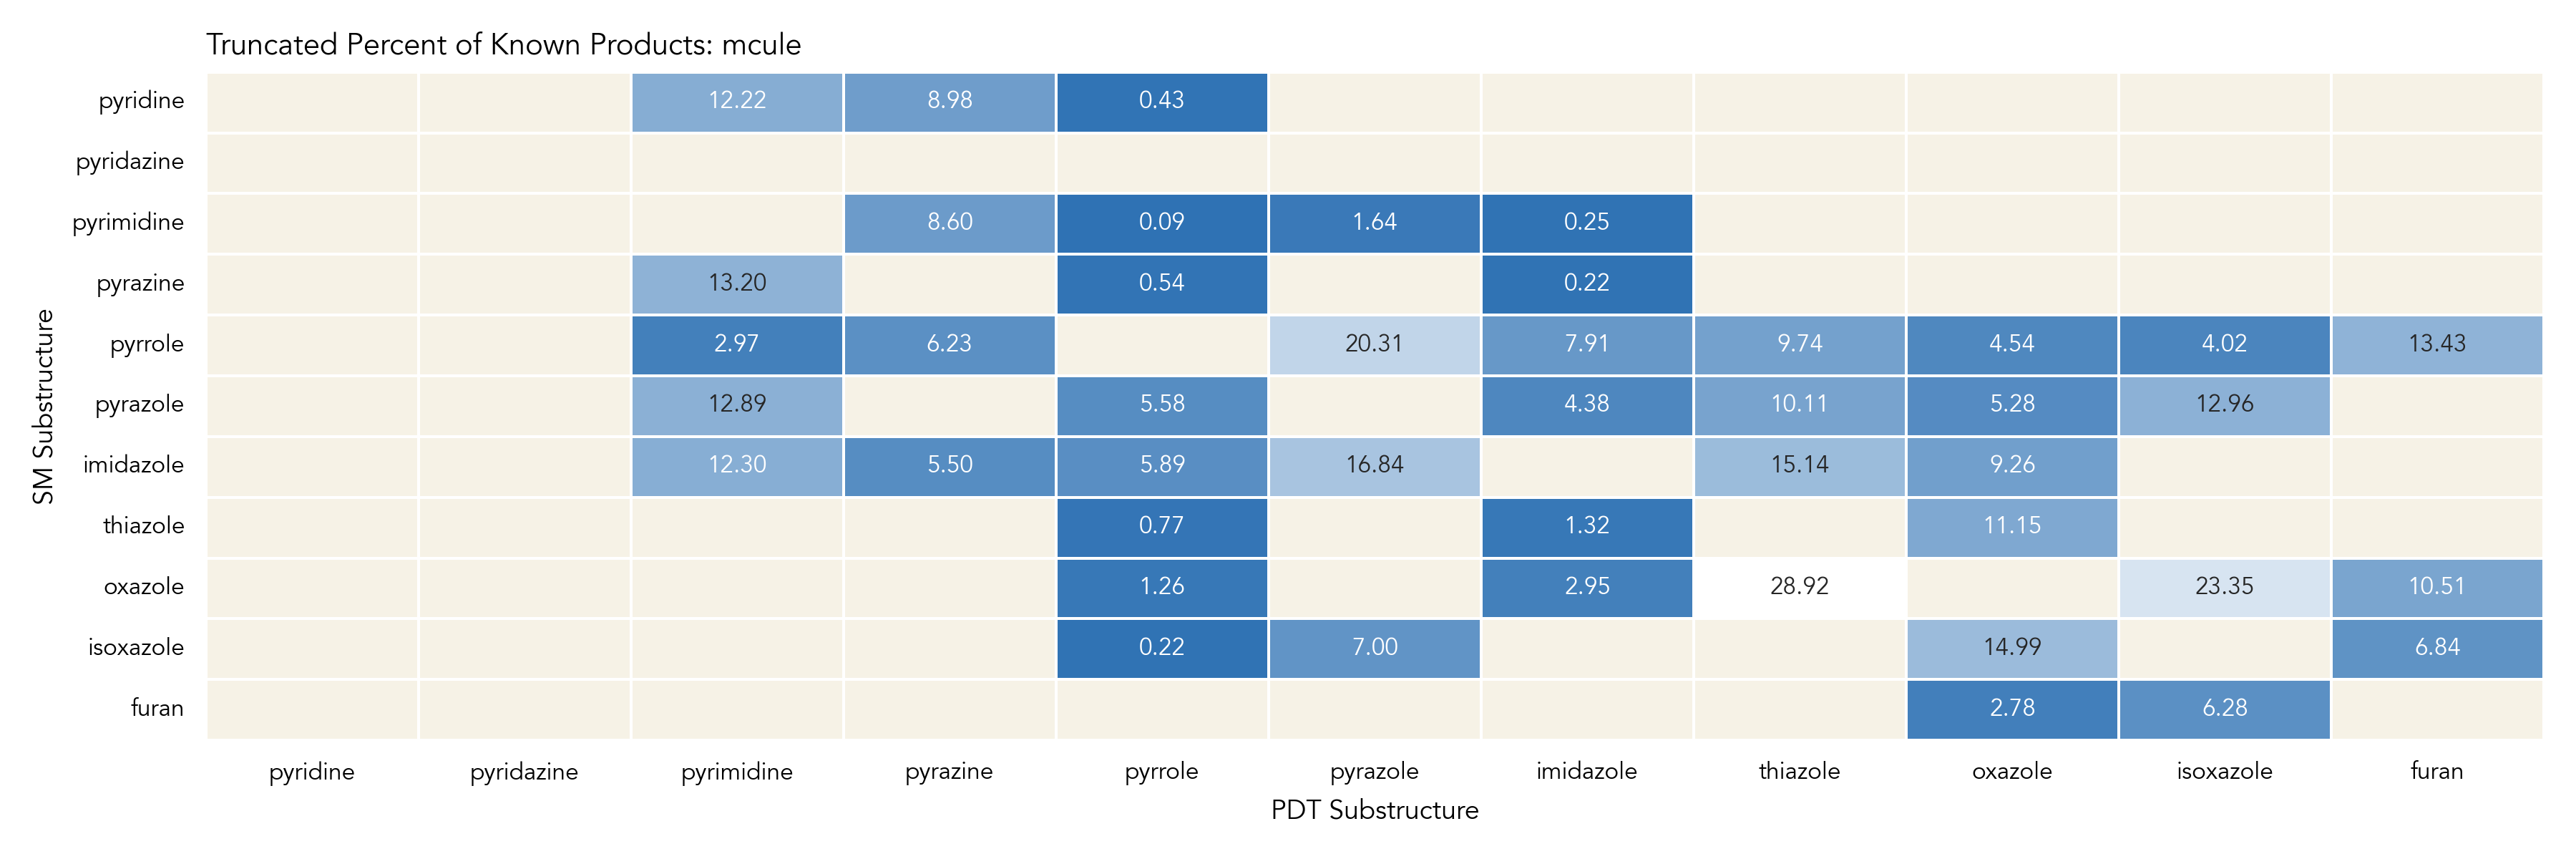 Truncated Percent of Known Products: mcule
pyridine 12.22 8.98 0.43
pyridazine
pyrimidine 8.60 0.09 1.64 0.25
pyrazine 13.20 0.54 0.22
pyrrole 2.97 6.23 20.31 7.91 9.74 4.54 4.02 13.43
pyrazole 12.89 5.58 4.38 10.11 5.28 12.96
imidazole 12.30 5.50 5.89 16.84 15.14 9.26
thiazole 0.77 1.32 11.15
oxazole 1.26 2.95 28.92 23.35 10.51
isoxazole 0.22 7.00 14.99 6.84
furan 2.78 6.28
SM Substructure
pyridine pyridazine pyrimidine pyrazine pyrrole pyrazole imidazole thiazole oxazole isoxazole furan
PDT Substructure